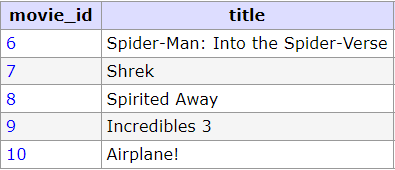 movie_id title
6 Spider-Man: Into the Spider-Verse
7 Shrek
8 Spirited Away
9 Incredibles 3
10 Airplane!